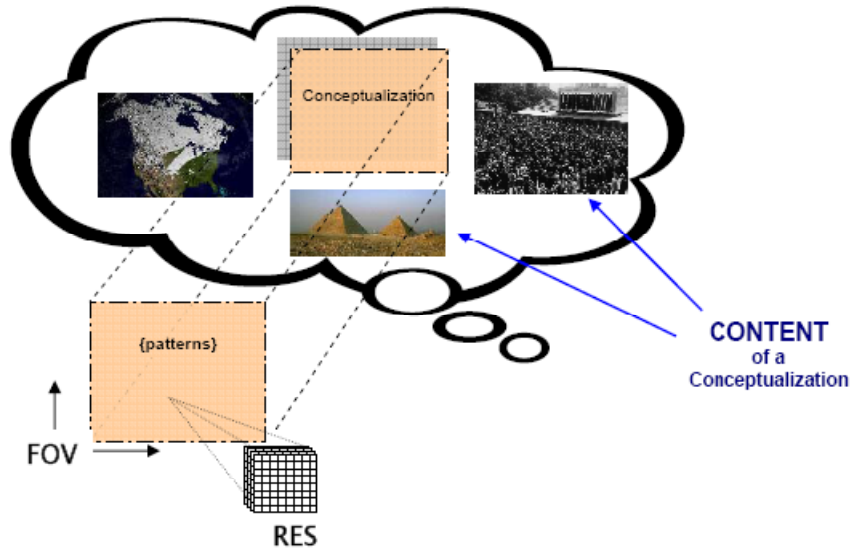 Conceptualization
{patterns}
CONTENT
of a
Conceptualization
FOV
RES